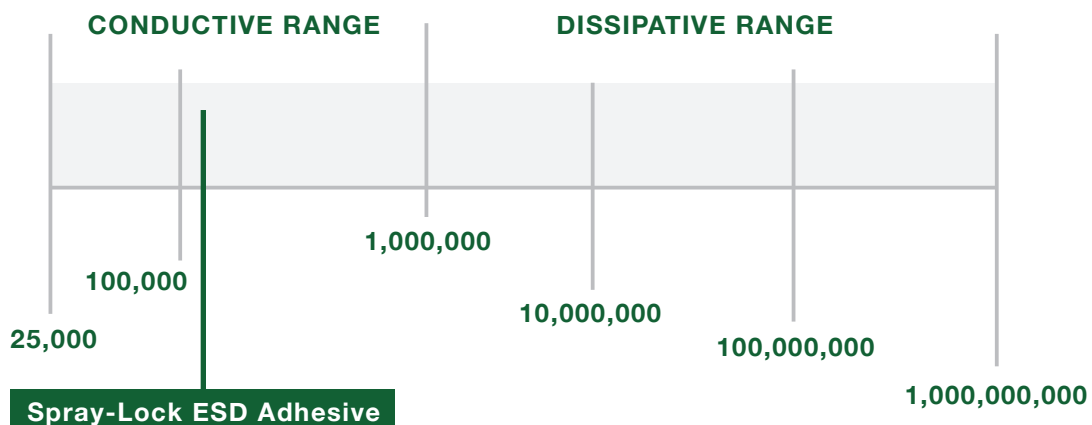 CONDUCTIVE RANGE
DISSIPATIVE RANGE
1,000,000
100,000
10,000,000
25,000
100,000,000
1,000,000,000
Spray-Lock ESD Adhesive